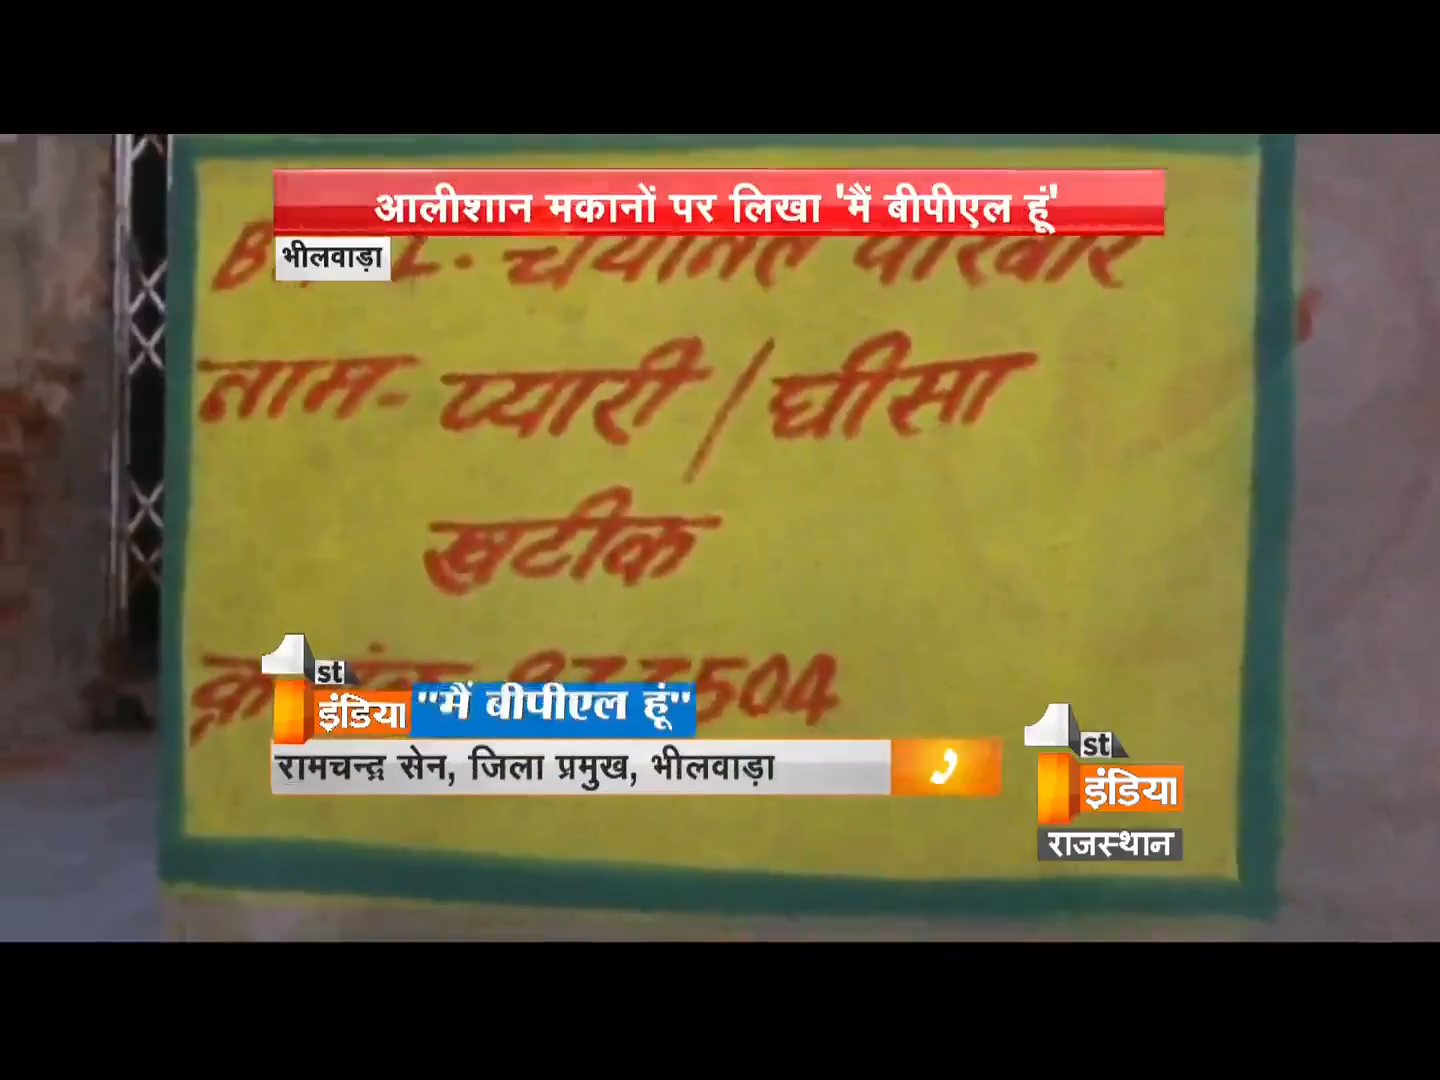 आलीशान मकानों पर लिखा 'मैं बीपीएल हूं'
भीलवाड़ा
चयनित परिवार
नाम- प्यारी / घीसा
खटीक
504
1st
इंडिया
"मैं बीपीएल हूं"
रामचन्द्र सेन, जिला प्रमुख, भीलवाड़ा
1st
इंडिया
राजस्थान